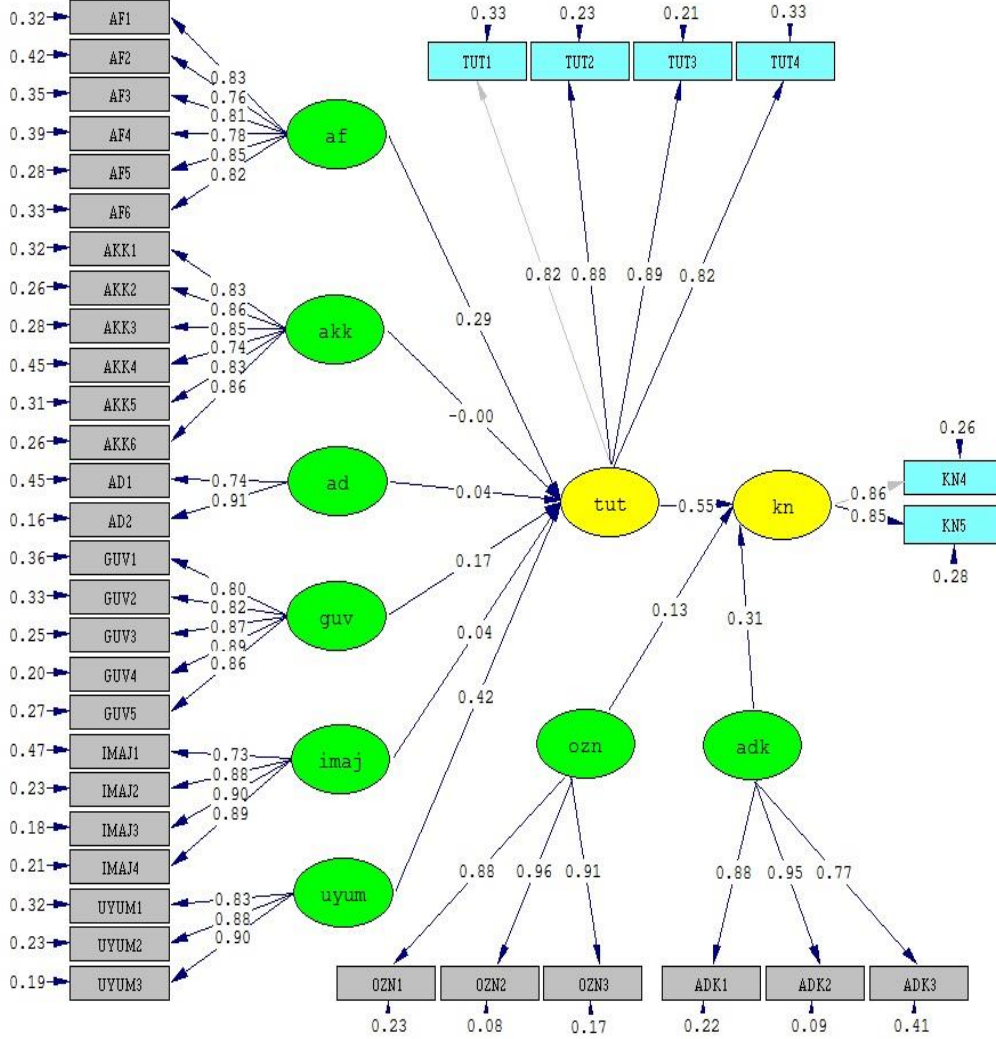 0.33 0.23 0.21 0.33
TUT1 TUT2 TUT3 TUT4
0.32 AF1 0.83
0.42 AF2 0.76
0.35 AF3 0.81
0.39 AF4 0.78
0.28 AF5 0.85
0.33 AF6 0.82
af
0.32 AKK1 0.83
0.26 AKK2 0.86
0.28 AKK3 0.85
0.45 AKK4 0.74
0.31 AKK5 0.83
0.26 AKK6 0.86
akk
0.45 AD1 0.74
0.16 AD2 0.91
ad
0.36 GUV1 0.80
0.33 GUV2 0.82
0.25 GUV3 0.87
0.20 GUV4 0.89
0.27 GUV5 0.86
guv
0.47 IMAJ1 0.73
0.23 IMAJ2 0.88
0.18 IMAJ3 0.90
0.21 IMAJ4 0.89
imaj
0.32 UYUM1 0.83
0.23 UYUM2 0.88
0.19 UYUM3 0.90
uyum
0.82 0.88 0.89 0.82
0.29
-0.00
0.04
0.17
0.04
0.42
tut 0.55 kn
0.26
0.86 KN4
0.85 KN5
0.28
0.13 0.31
ozn adk
0.88 0.96 0.91 0.88 0.95 0.77
OZN1 OZN2 OZN3 ADK1 ADK2 ADK3
0.23 0.08 0.17 0.22 0.09 0.41